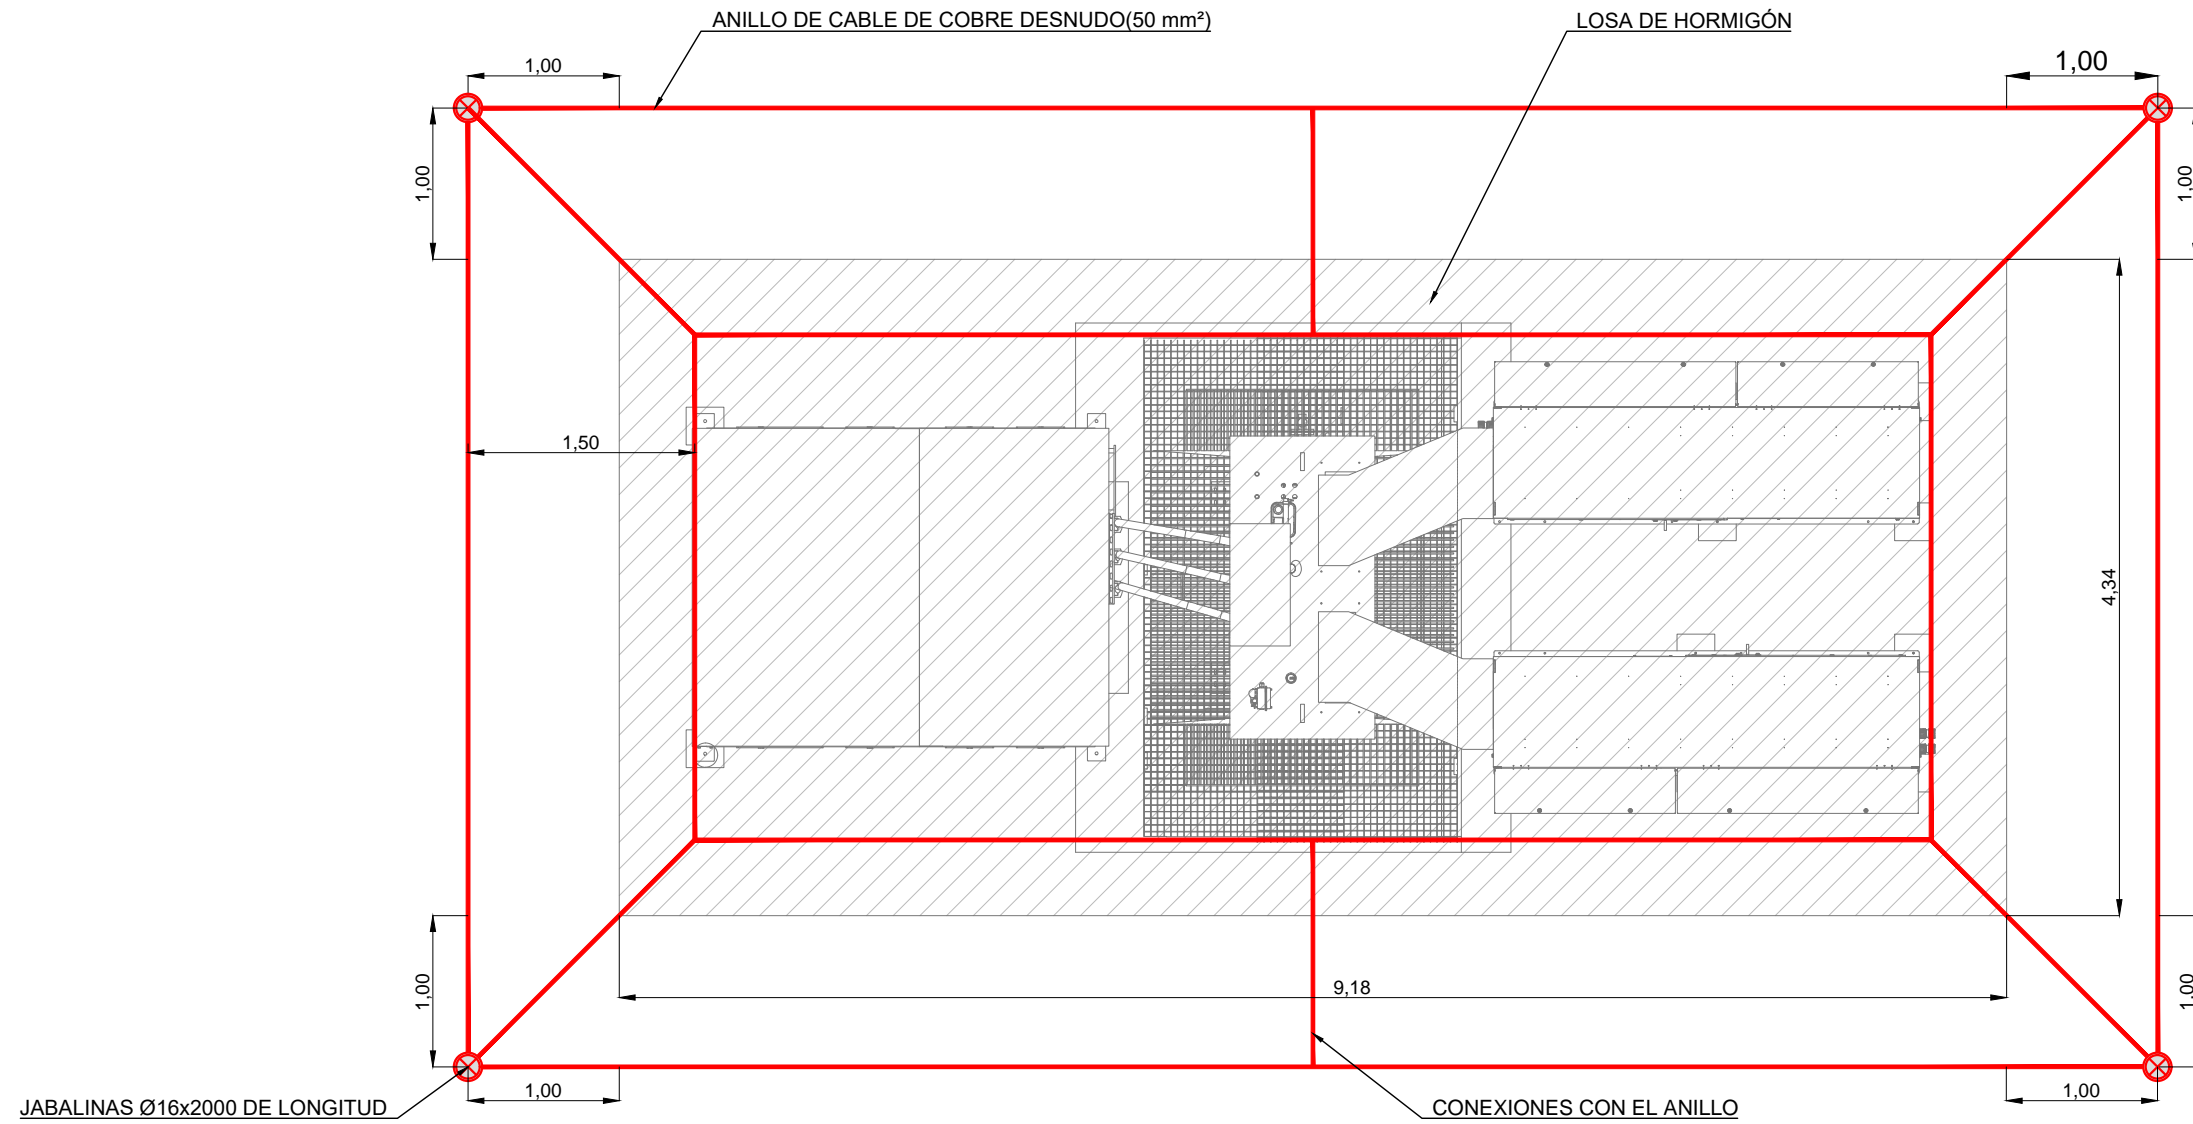 ANILLO DE CABLE DE COBRE DESNUDO(50 mm²)
LOSA DE HORMIGÓN
1,00
1,00
1,00
1,00
1,50
4,34
1,00
9,18
1,00
1,00
1,00
JABALINAS Ø16x2000 DE LONGITUD
CONEXIONES CON EL ANILLO